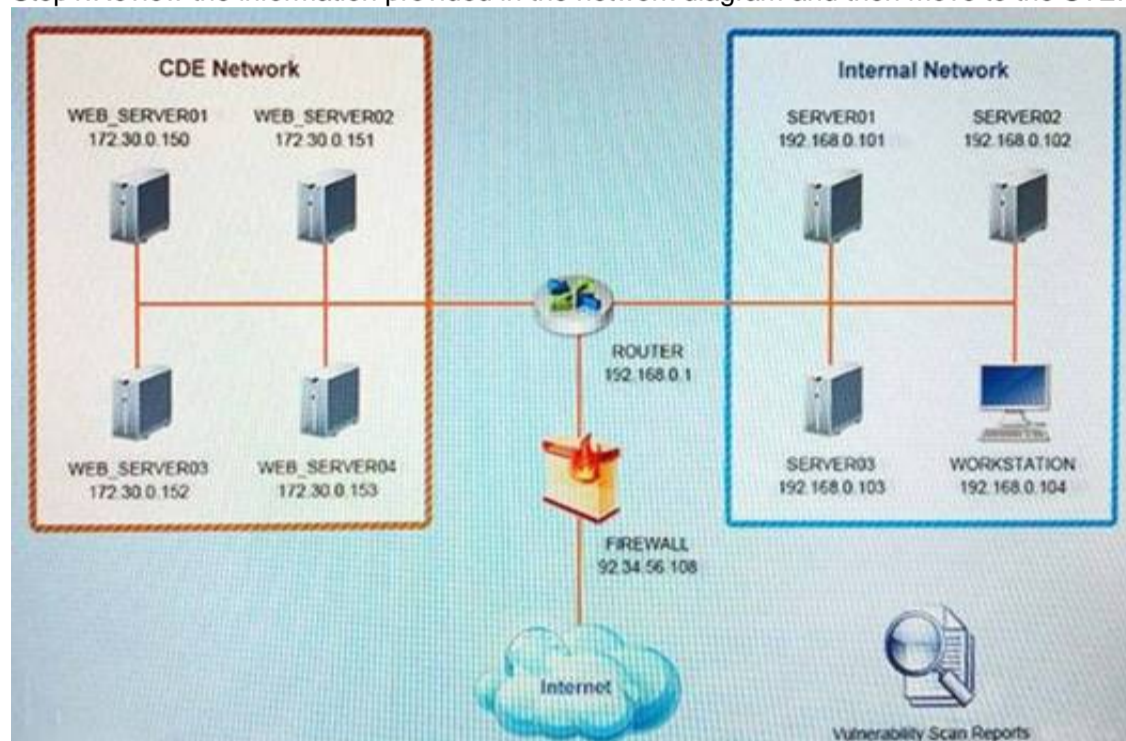 CDE Network
WEB_SERVER01
172.30.0.150
WEB_SERVER02
172.30.0.151
WEB_SERVER03
172.30.0.152
WEB_SERVER04
172.30.0.153
ROUTER
192.168.0.1
FIREWALL
92.34.56.108
Internet
Internal Network
SERVER01
192.168.0.101
SERVER02
192.168.0.102
SERVER03
192.168.0.103
WORKSTATION
192.168.0.104
Vulnerability Scan Reports